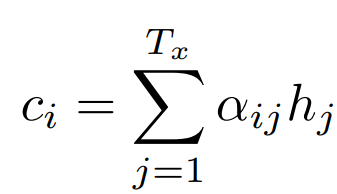 c_i = \sum_{j=1}^{T_x} \alpha_{ij} h_j